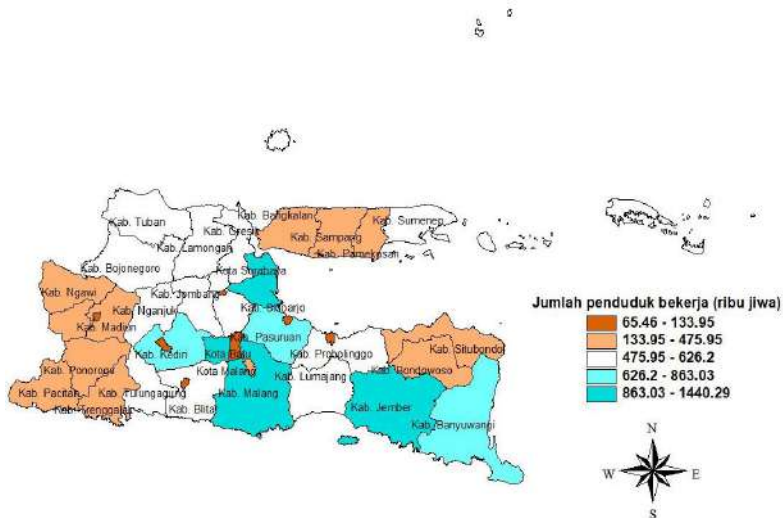 Kab. Tuban
Kab. Bangkalan
Kab. Gresik
Kab. Sumenep
Kab. Sampang
Kab. Lamongan
Kab. Pamekasan
Kab. Bojonegoro
Kota Surabaya
Kab. Ngawi
Kab. Jombang
Kab. Sidoarjo
Kab. Nganjuk
Kab. Madiun
Kab. Pasuruan
Kab. Kediri
Kota Batu
Kab. Probolinggo
Kab. Situbondo
Kab. Ponorogo
Kota Malang
Kab. Lumajang
Kab. Bondowoso
Kab. Pacitan
Kab. Tulungagung
Kab. Trenggalek
Kab. Blitar
Kab. Malang
Kab. Jember
Kab. Banyuwangi
Jumlah penduduk bekerja (ribu jiwa)
65.46 - 133.95
133.95 - 475.95
475.95 - 626.2
626.2 - 863.03
863.03 - 1440.29
N
W
E
S